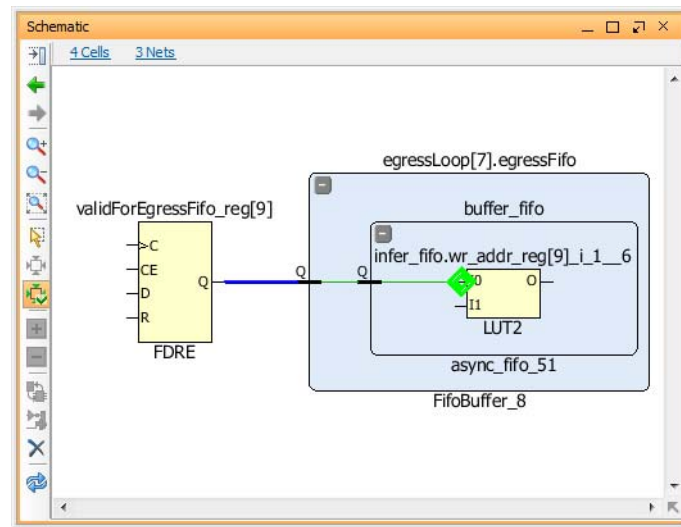 Schematic
4 Cells 3 Nets
egressLoop[7].egressFifo
validForEgressFifo_reg[9]
buffer_fifo
infer_fifo.wr_addr_reg[9]_i_1__6
C
CE
D
R
Q
Q
Q
I0
O
I1
LUT2
FDRE
async_fifo_51
FifoBuffer_8